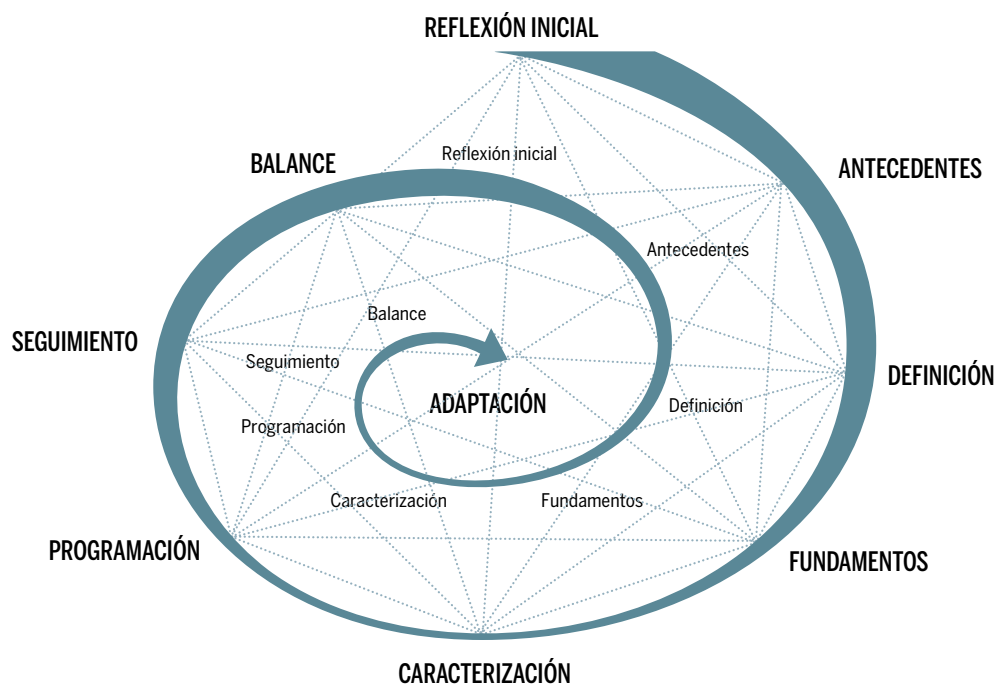 REFLEXIÓN INICIAL
BALANCE
Reflexión inicial
ANTECEDENTES
Antecedentes
Balance
SEGUIMIENTO
Seguimiento
DEFINICIÓN
ADAPTACIÓN
Definición
Programación
Caracterización
Fundamentos
PROGRAMACIÓN
FUNDAMENTOS
CARACTERIZACIÓN